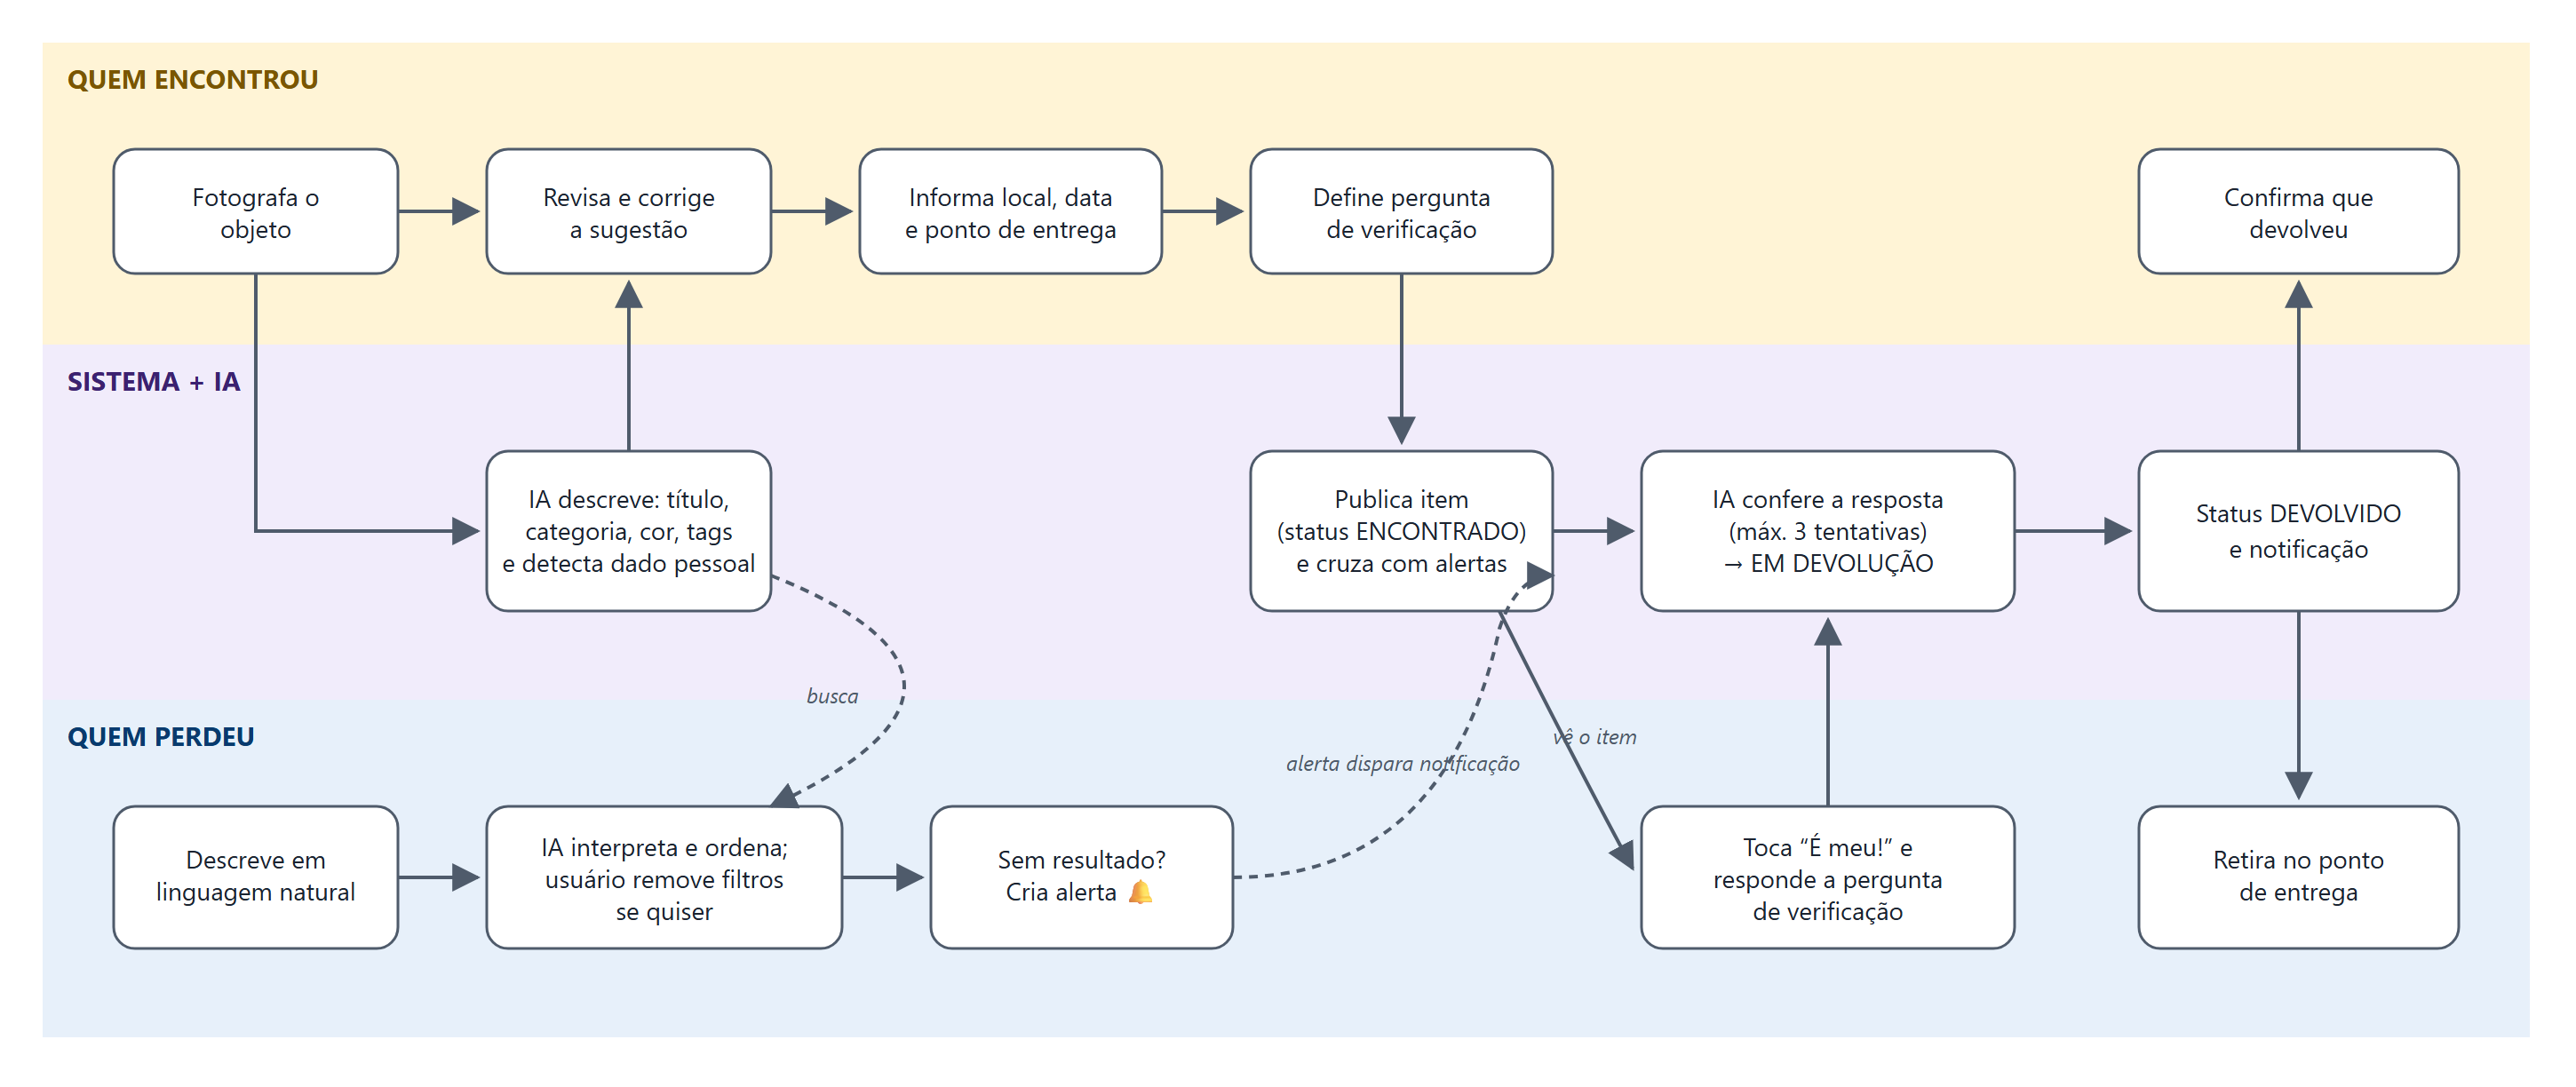 QUEM ENCONTROU
Fotografa o
objeto
Revisa e corrige
a sugestão
Informa local, data
e ponto de entrega
Define pergunta
de verificação
Confirma que
devolveu
SISTEMA + IA
IA descreve: título,
categoria, cor, tags
e detecta dado pessoal
Publica item
(status ENCONTRADO)
e cruza com alertas
IA confere a resposta
(máx. 3 tentativas)
→ EM DEVOLUÇÃO
Status DEVOLVIDO
e notificação
busca
QUEM PERDEU
vê o item
alerta dispara notificação
Descreve em
linguagem natural
IA interpreta e ordena;
usuário remove filtros
se quiser
Sem resultado?
Cria alerta 🔔
Toca “É meu!” e
responde a pergunta
de verificação
Retira no ponto
de entrega